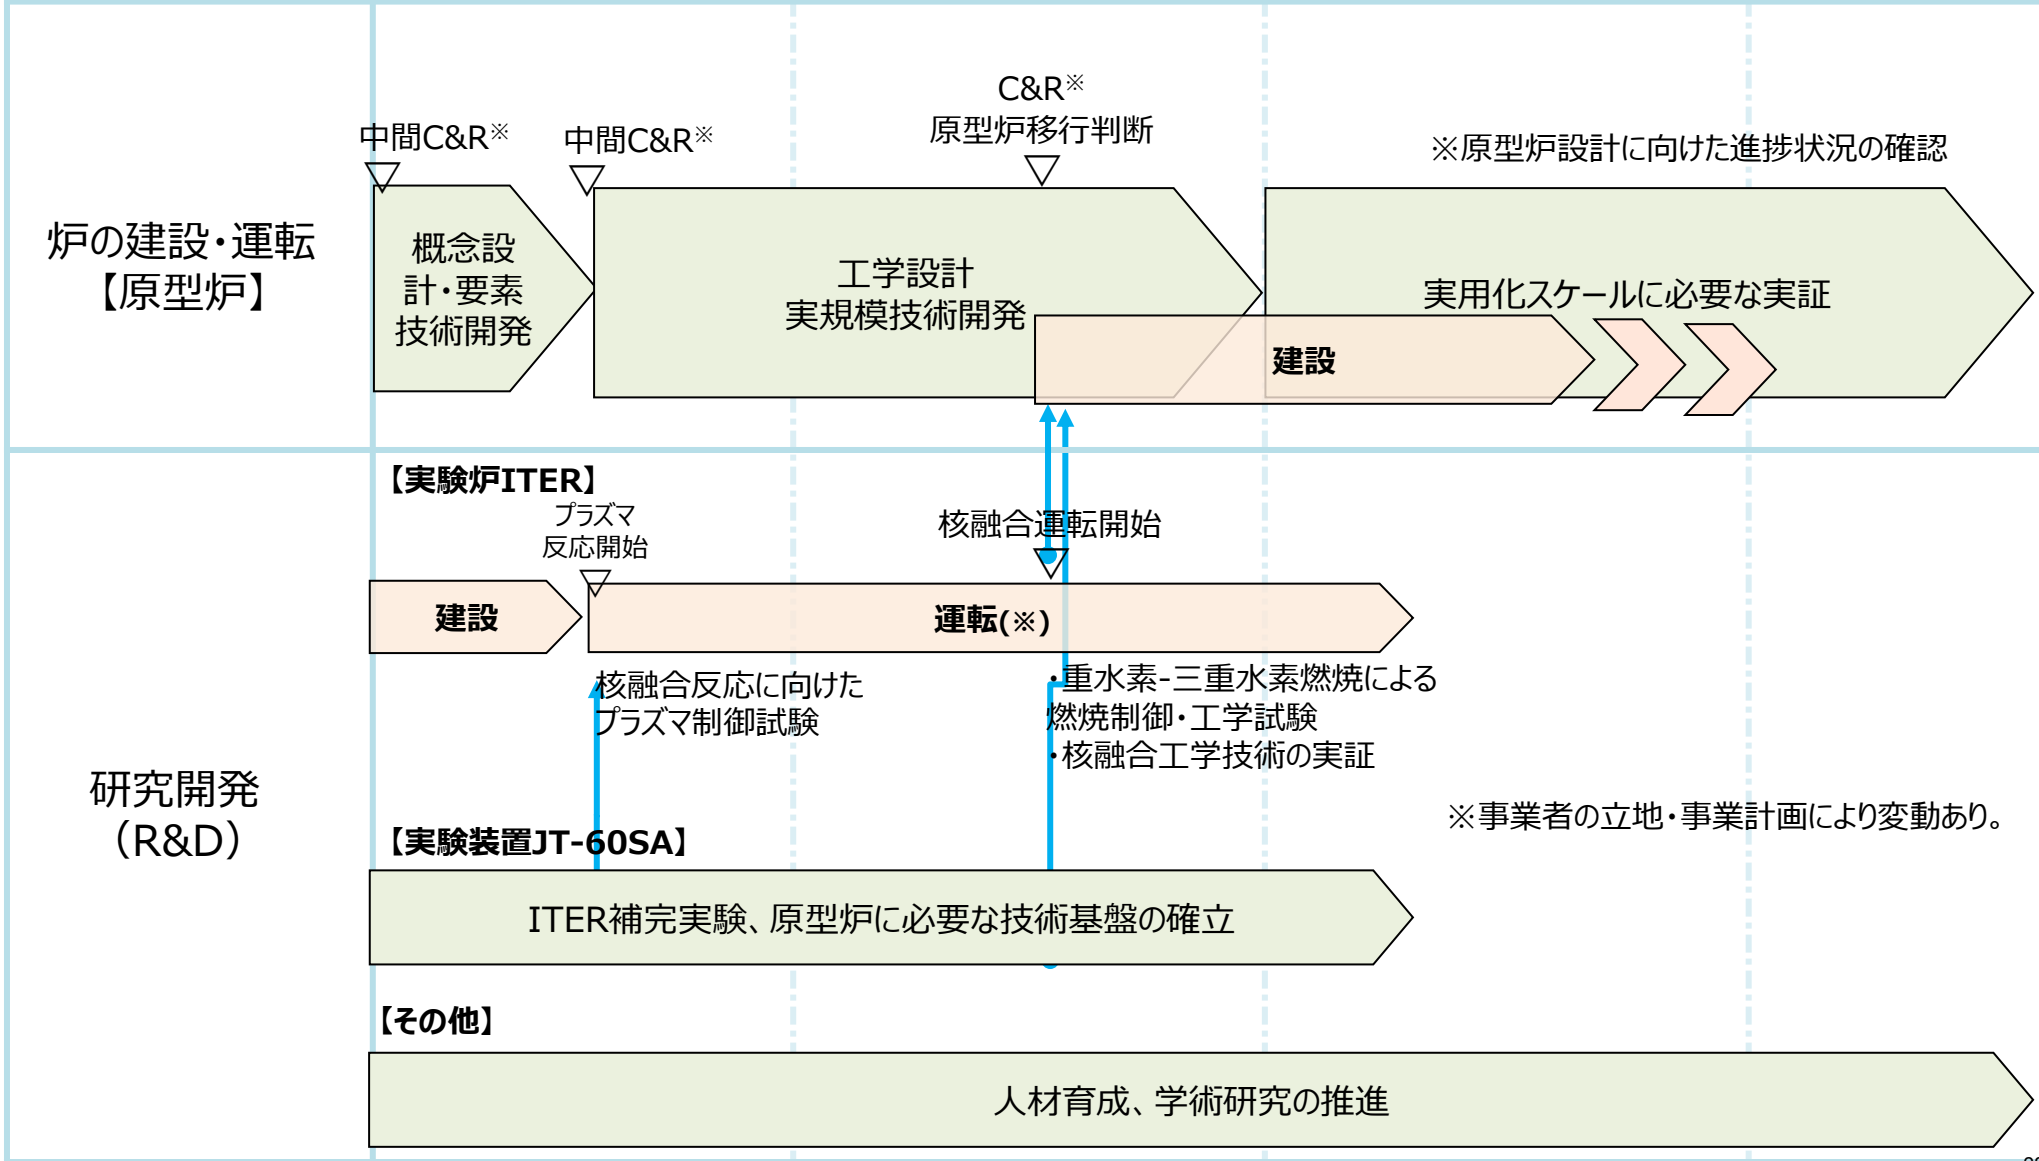 C&R※
原型炉移行判断
中間C&R※
中間C&R※
※原型炉設計に向けた進捗状況の確認
炉の建設・運転
【原型炉】
概念設
計・要素
技術開発
工学設計
実規模技術開発
実用化スケールに必要な実証
建設
【実験炉ITER】
プラズマ
反応開始
核融合運転開始
建設
運転(※)
核融合反応に向けた
プラズマ制御試験
・重水素-三重水素燃焼による
燃焼制御・工学試験
・核融合工学技術の実証
研究開発
（R&D）
※事業者の立地・事業計画により変動あり。
【実験装置JT-60SA】
ITER補完実験、原型炉に必要な技術基盤の確立
【その他】
人材育成、学術研究の推進